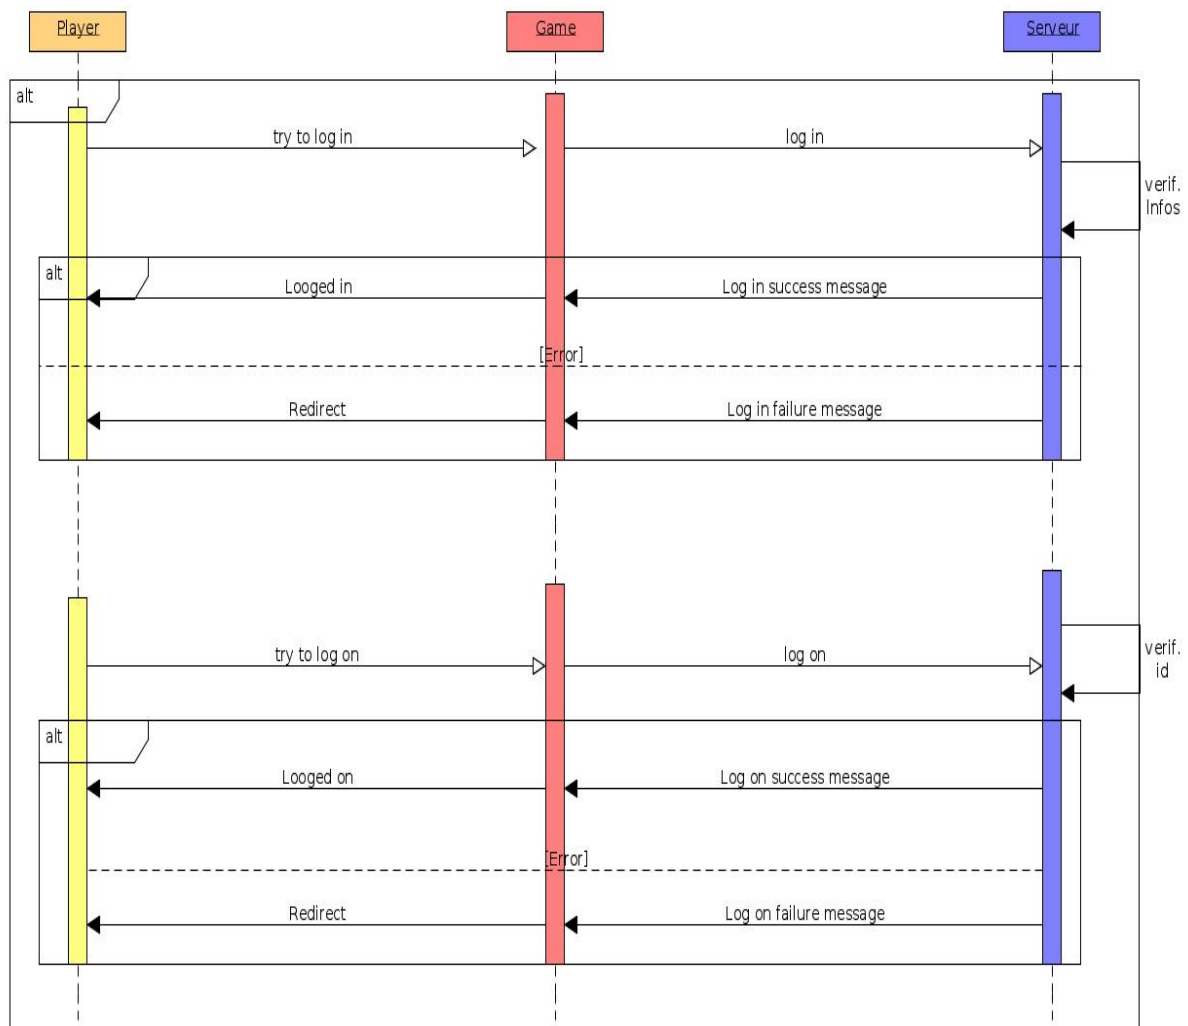 Player
Game
Serveur
alt
try to log in
log in
verif.
Infos
alt
Looged in
Log in success message
[Error]
Redirect
Log in failure message
try to log on
log on
verif.
id
alt
Looged on
Log on success message
[Error]
Redirect
Log on failure message